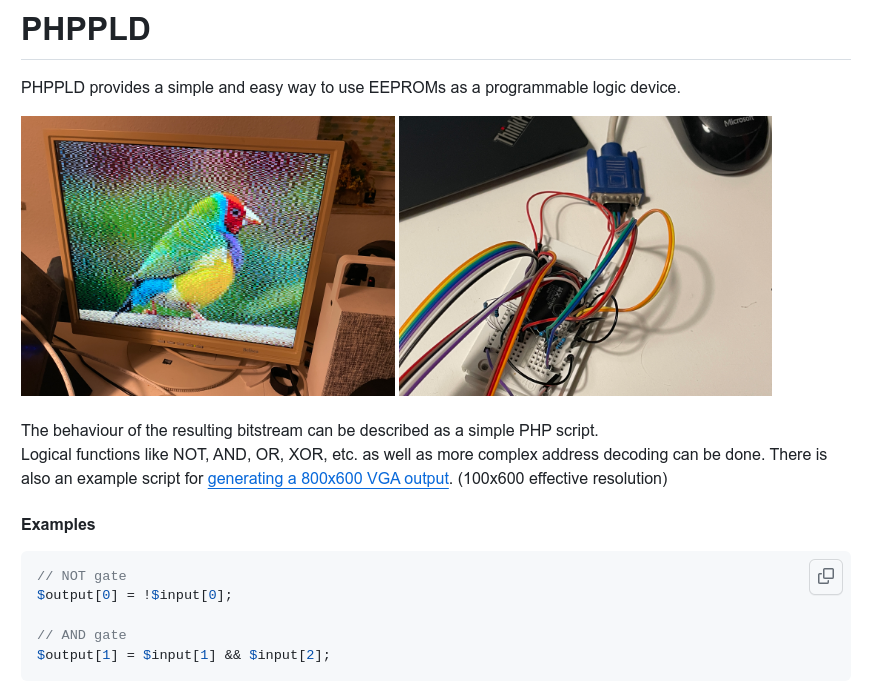 PHPPLD
PHPPLD provides a simple and easy way to use EEPROMs as a programmable logic device.
Microsoft
The behaviour of the resulting bitstream can be described as a simple PHP script.
Logical functions like NOT, AND, OR, XOR, etc. as well as more complex address decoding can be done. There is
also an example script for generating a 800x600 VGA output. (100x600 effective resolution)
Examples
// NOT gate
$output[0] = !$input[0];
// AND gate
$output[1] = $input[1] && $input[2];